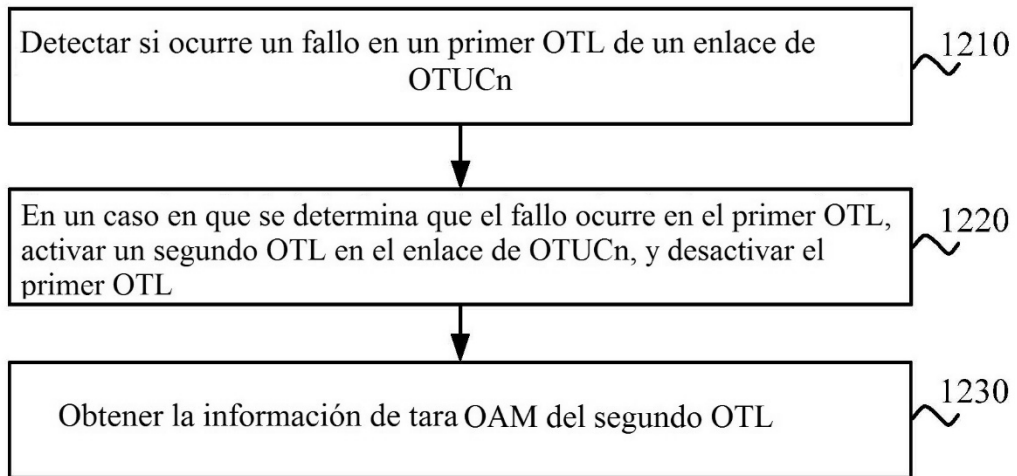 Detectar si ocurre un fallo en un primer OTL de un enlace de
OTUCn
1210
En un caso en que se determina que el fallo ocurre en el primer OTL,
activar un segundo OTL en el enlace de OTUCn, y desactivar el
primer OTL
1220
Obtener la información de tara OAM del segundo OTL
1230